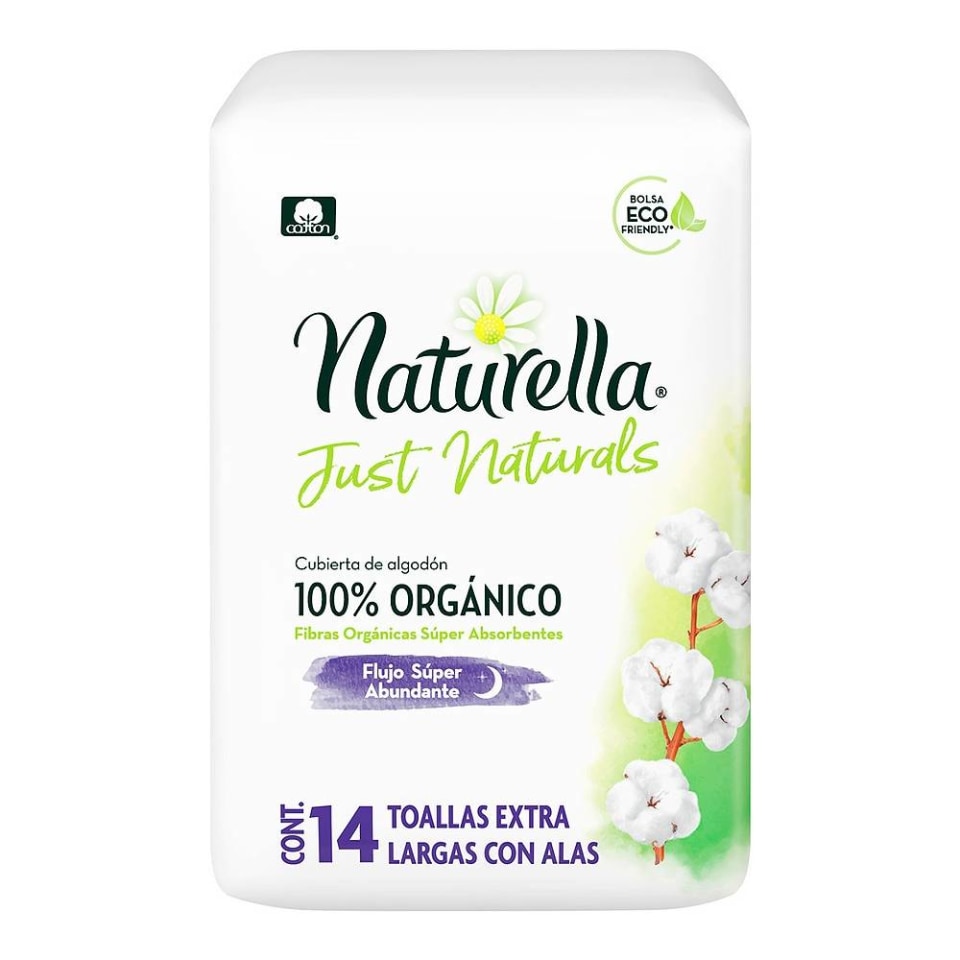 cotton
BOLSA
ECO
FRIENDLY*
Naturella®
Just Naturals
Cubierta de algodón
100% ORGÁNICO
Fibras Orgánicas Súper Absorbentes
Flujo Súper
Abundante
CONT. 14 TOALLAS EXTRA
LARGAS CON ALAS